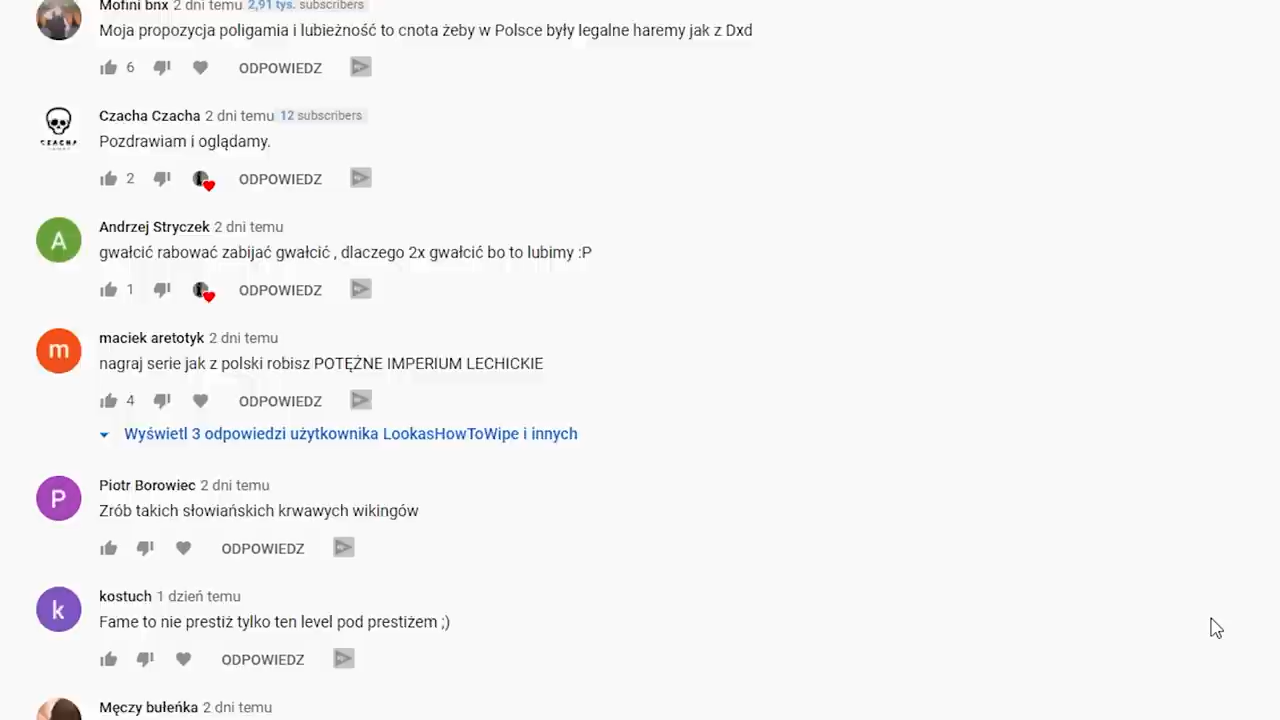 Mofini bnx 2 dni temu 2,91 tys. subscribers
Moja propozycja poligamia i lubieżność to cnota żeby w Polsce były legalne haremy jak z Dxd
6 ODPOWIEDZ
Czacha Czacha 2 dni temu 12 subscribers
CZACHA
Pozdrawiam i oglądamy.
2 ODPOWIEDZ
Andrzej Stryczek 2 dni temu
A
gwałcić rabować zabijać gwałcić , dlaczego 2x gwałcić bo to lubimy :P
1 ODPOWIEDZ
maciek aretotyk 2 dni temu
m
nagraj serie jak z polski robisz POTĘŻNE IMPERIUM LECHICKIE
4 ODPOWIEDZ
Wyświetl 3 odpowiedzi użytkownika LookasHowToWipe i innych
Piotr Borowiec 2 dni temu
P
Zrób takich słowiańskich krwawych wikingów
ODPOWIEDZ
kostuch 1 dzień temu
k
Fame to nie prestiż tylko ten level pod prestiżem ;)
ODPOWIEDZ
Męczy bułeńka 2 dni temu